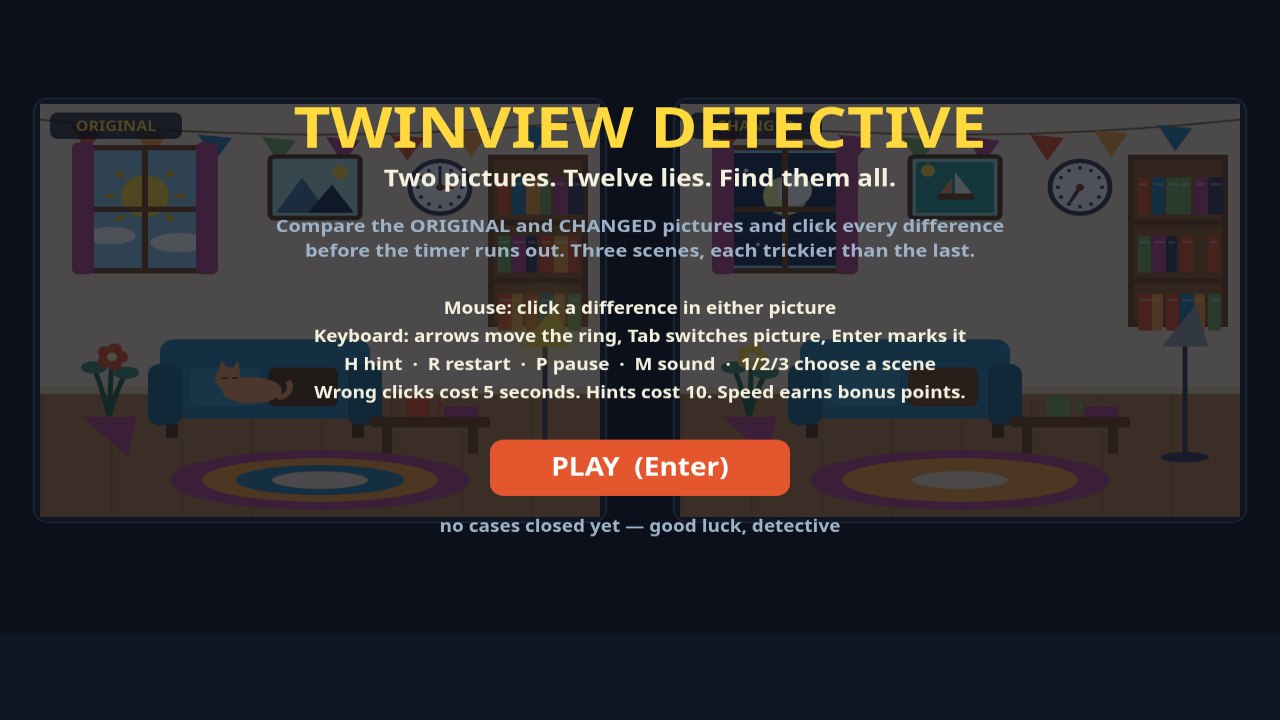 TWINVIEW DETECTIVE
ORIGINAL
Two pictures. Twelve lies. Find them all.
Compare the ORIGINAL and CHANGED pictures and click every difference
before the timer runs out. Three scenes, each trickier than the last.
Mouse: click a difference in either picture
Keyboard: arrows move the ring, Tab switches picture, Enter marks it
H hint · R restart · P pause · M sound · 1/2/3 choose a scene
Wrong clicks cost 5 seconds. Hints cost 10. Speed earns bonus points.
PLAY (Enter)
no cases closed yet — good luck, detective